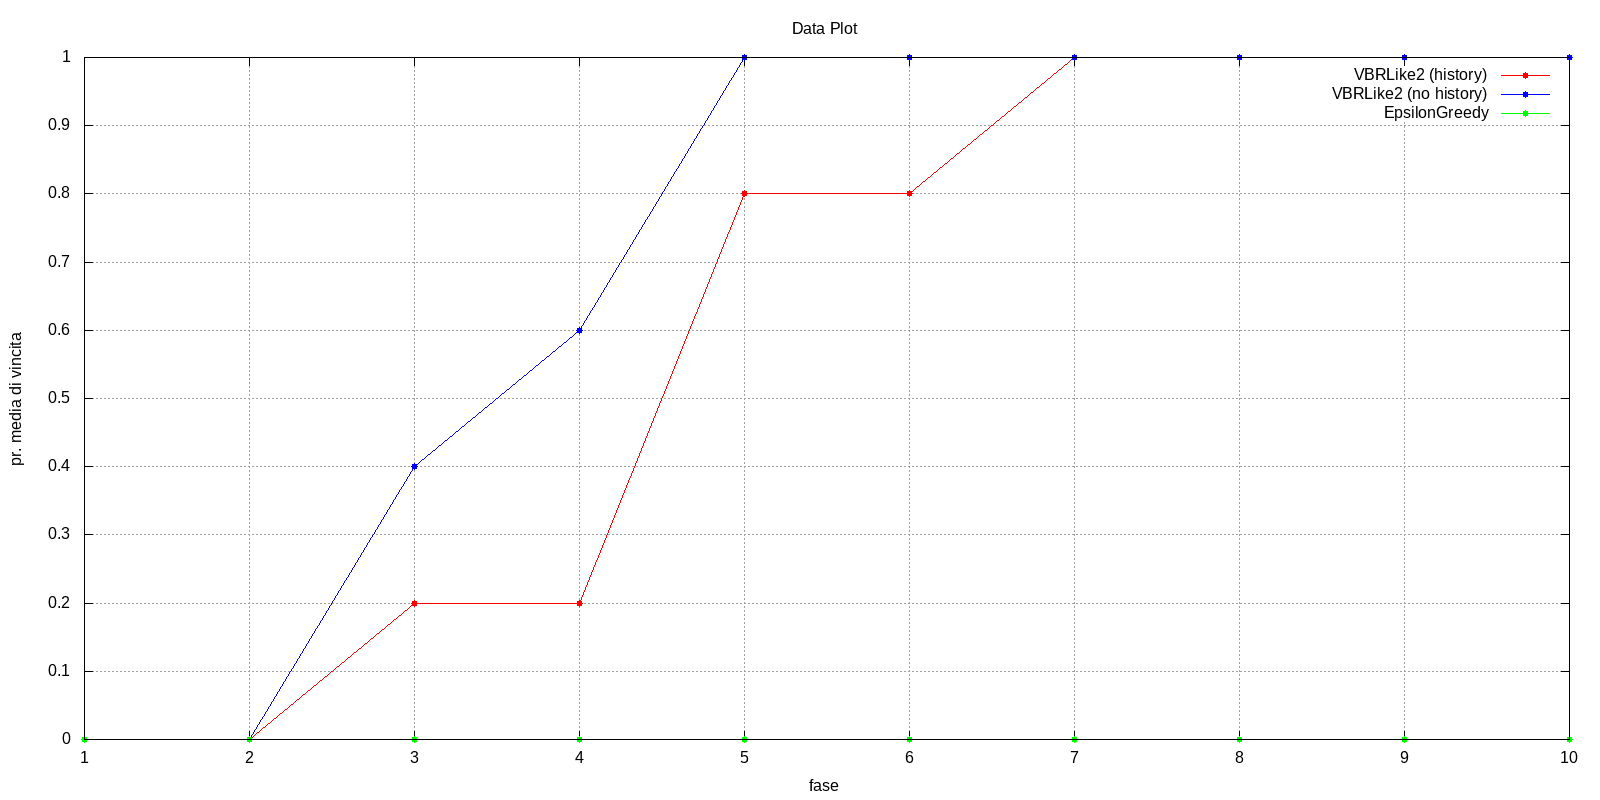 Data Plot
1
0.9
0.8
0.7
0.6
0.5
0.4
0.3
0.2
0.1
0
pr. media di vincita
VBRLike2 (history)
VBRLike2 (no history)
EpsilonGreedy
1 2 3 4 5 6 7 8 9 10
fase